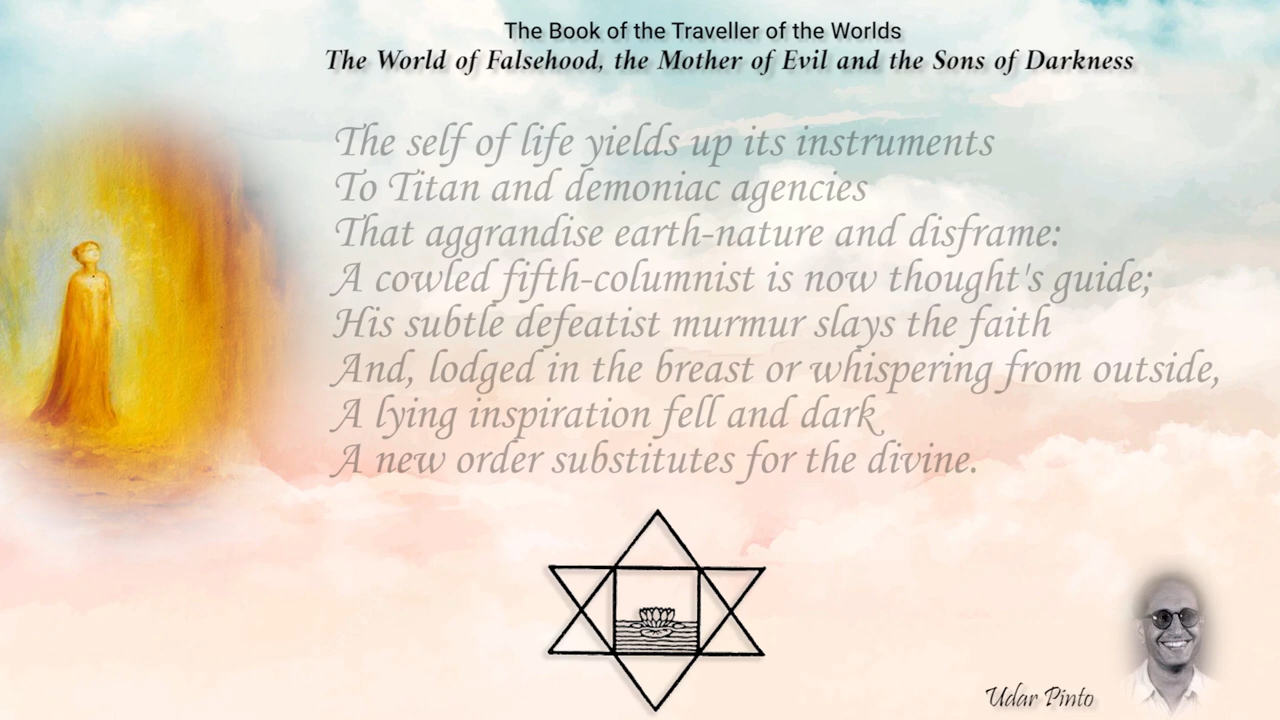 The Book of the Traveller of the Worlds
The World of Falsehood, the Mother of Evil and the Sons of Darkness
The self of life yields up its instruments
To Titan and demoniac agencies
That aggrandise earth-nature and disframe:
A cowled fifth-columnist is now thought's guide;
His subtle defeatist murmur slays the faith
And, lodged in the breast or whispering from outside,
A lying inspiration fell and dark
A new order substitutes for the divine.
Udar Pinto